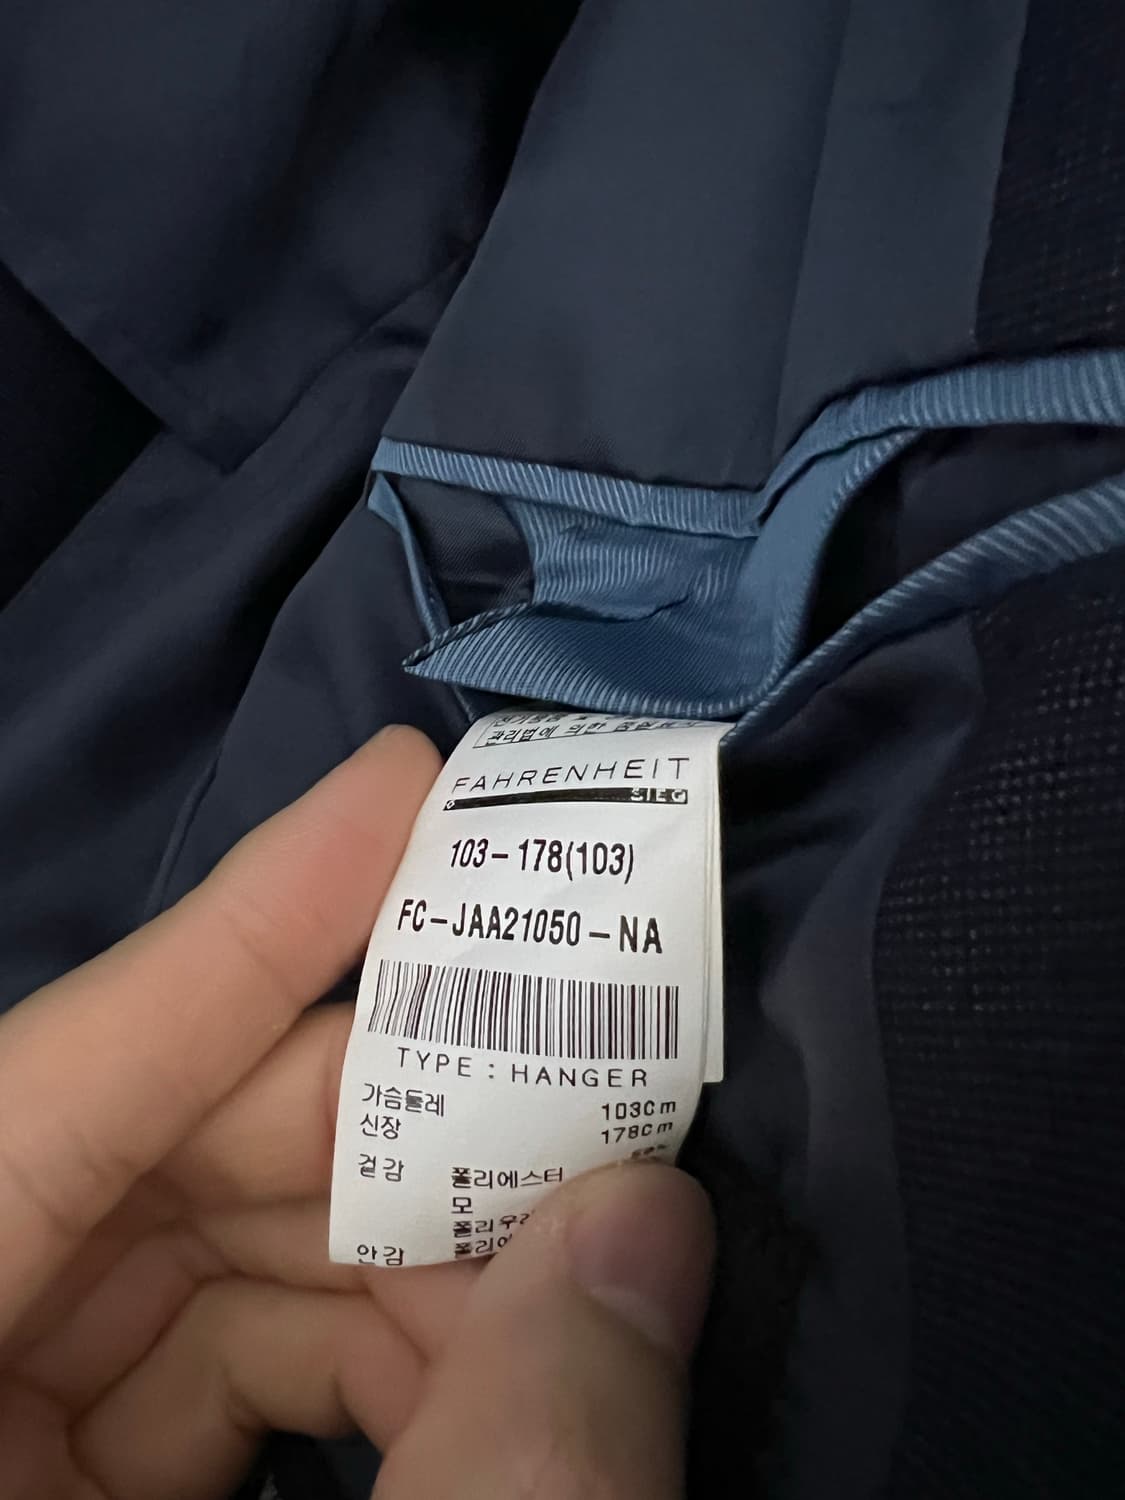 관리법에 의한 품질표시
FAHRENHEIT
SIEG
103-178(103)
FC-JAA21050-NA
TYPE : HANGER
가슴둘레 103Cm
신장 178cm
겉감 폴리에스터
모
안감